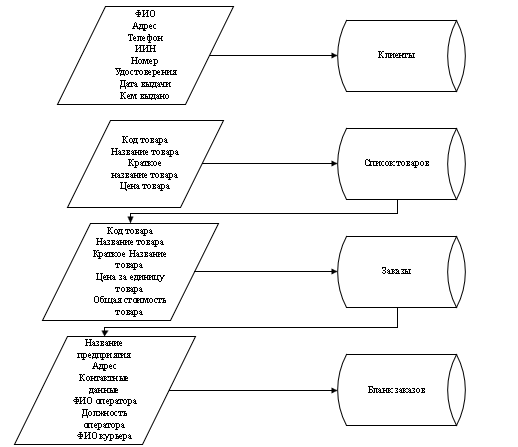 ФИО
Адрес
Телефон
ИИН
Номер
Удостоверения
Дата выдачи
Кем выдано
Клиенты
Код товара
Название товара
Краткое
название товара
Цена товара
Список товаров
Код товара
Название товара
Краткое Название
товара
Цена за единицу
товара
Общая стоимость
товара
Заказы
Название
предприятия
Адрес
Контактные
данные
ФИО оператора
Должность
оператора
ФИО курьера
Бланк заказов